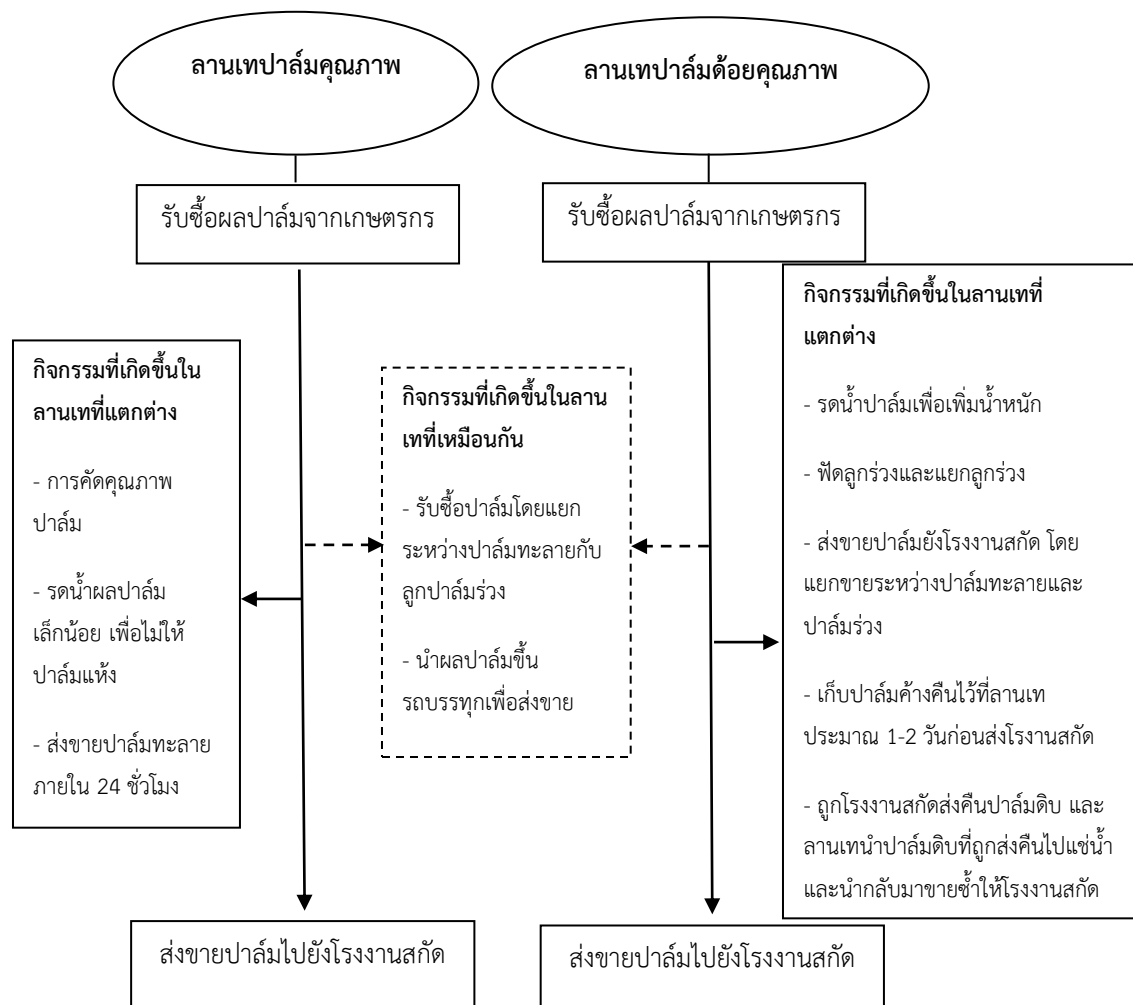 ลานเทปาล์มคุณภาพ
ลานเทปาล์มด้อยคุณภาพ
รับซื้อผลปาล์มจากเกษตรกร
รับซื้อผลปาล์มจากเกษตรกร
กิจกรรมที่เกิดขึ้นใน
ลานเทที่แตกต่าง
- การคัดคุณภาพ
ปาล์ม
- รดน้ำผลปาล์ม
เล็กน้อย เพื่อไม่ให้
ปาล์มแห้ง
- ส่งขายปาล์มทะลาย
ภายใน 24 ชั่วโมง
กิจกรรมที่เกิดขึ้นในลาน
เทที่เหมือนกัน
- รับซื้อปาล์มโดยแยก
ระหว่างปาล์มทะลายกับ
ลูกปาล์มร่วง
- นำผลปาล์มขึ้น
รถบรรทุกเพื่อส่งขาย
กิจกรรมที่เกิดขึ้นในลานเทที่
แตกต่าง
- รดน้ำปาล์มเพื่อเพิ่มน้ำหนัก
- ฟัดลูกร่วงและแยกลูกร่วง
- ส่งขายปาล์มยังโรงงานสกัด โดย
แยกขายระหว่างปาล์มทะลายและ
ปาล์มร่วง
- เก็บปาล์มค้างคืนไว้ที่ลานเท
ประมาณ 1-2 วันก่อนส่งโรงงานสกัด
- ถูกโรงงานสกัดส่งคืนปาล์มดิบ และ
ลานเทนำปาล์มดิบที่ถูกส่งคืนไปแช่น้ำ
และนำกลับมาขายซ้ำให้โรงงานสกัด
ส่งขายปาล์มไปยังโรงงานสกัด
ส่งขายปาล์มไปยังโรงงานสกัด